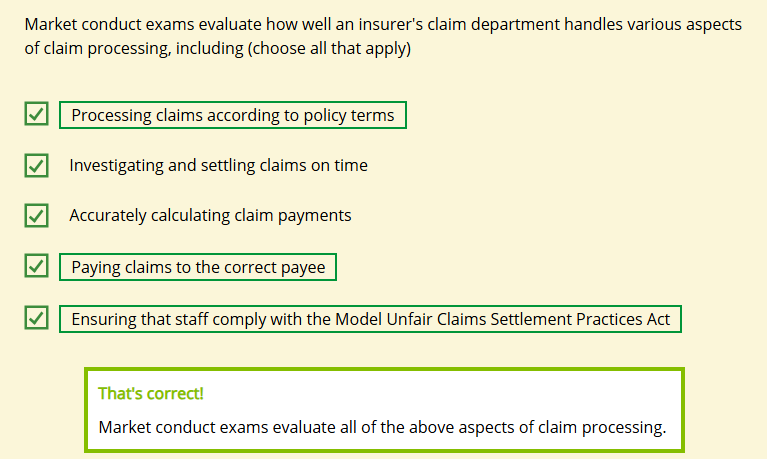 Market conduct exams evaluate how well an insurer's claim department handles various aspects
of claim processing, including (choose all that apply)
Processing claims according to policy terms
Investigating and settling claims on time
Accurately calculating claim payments
Paying claims to the correct payee
Ensuring that staff comply with the Model Unfair Claims Settlement Practices Act
That's correct!
Market conduct exams evaluate all of the above aspects of claim processing.